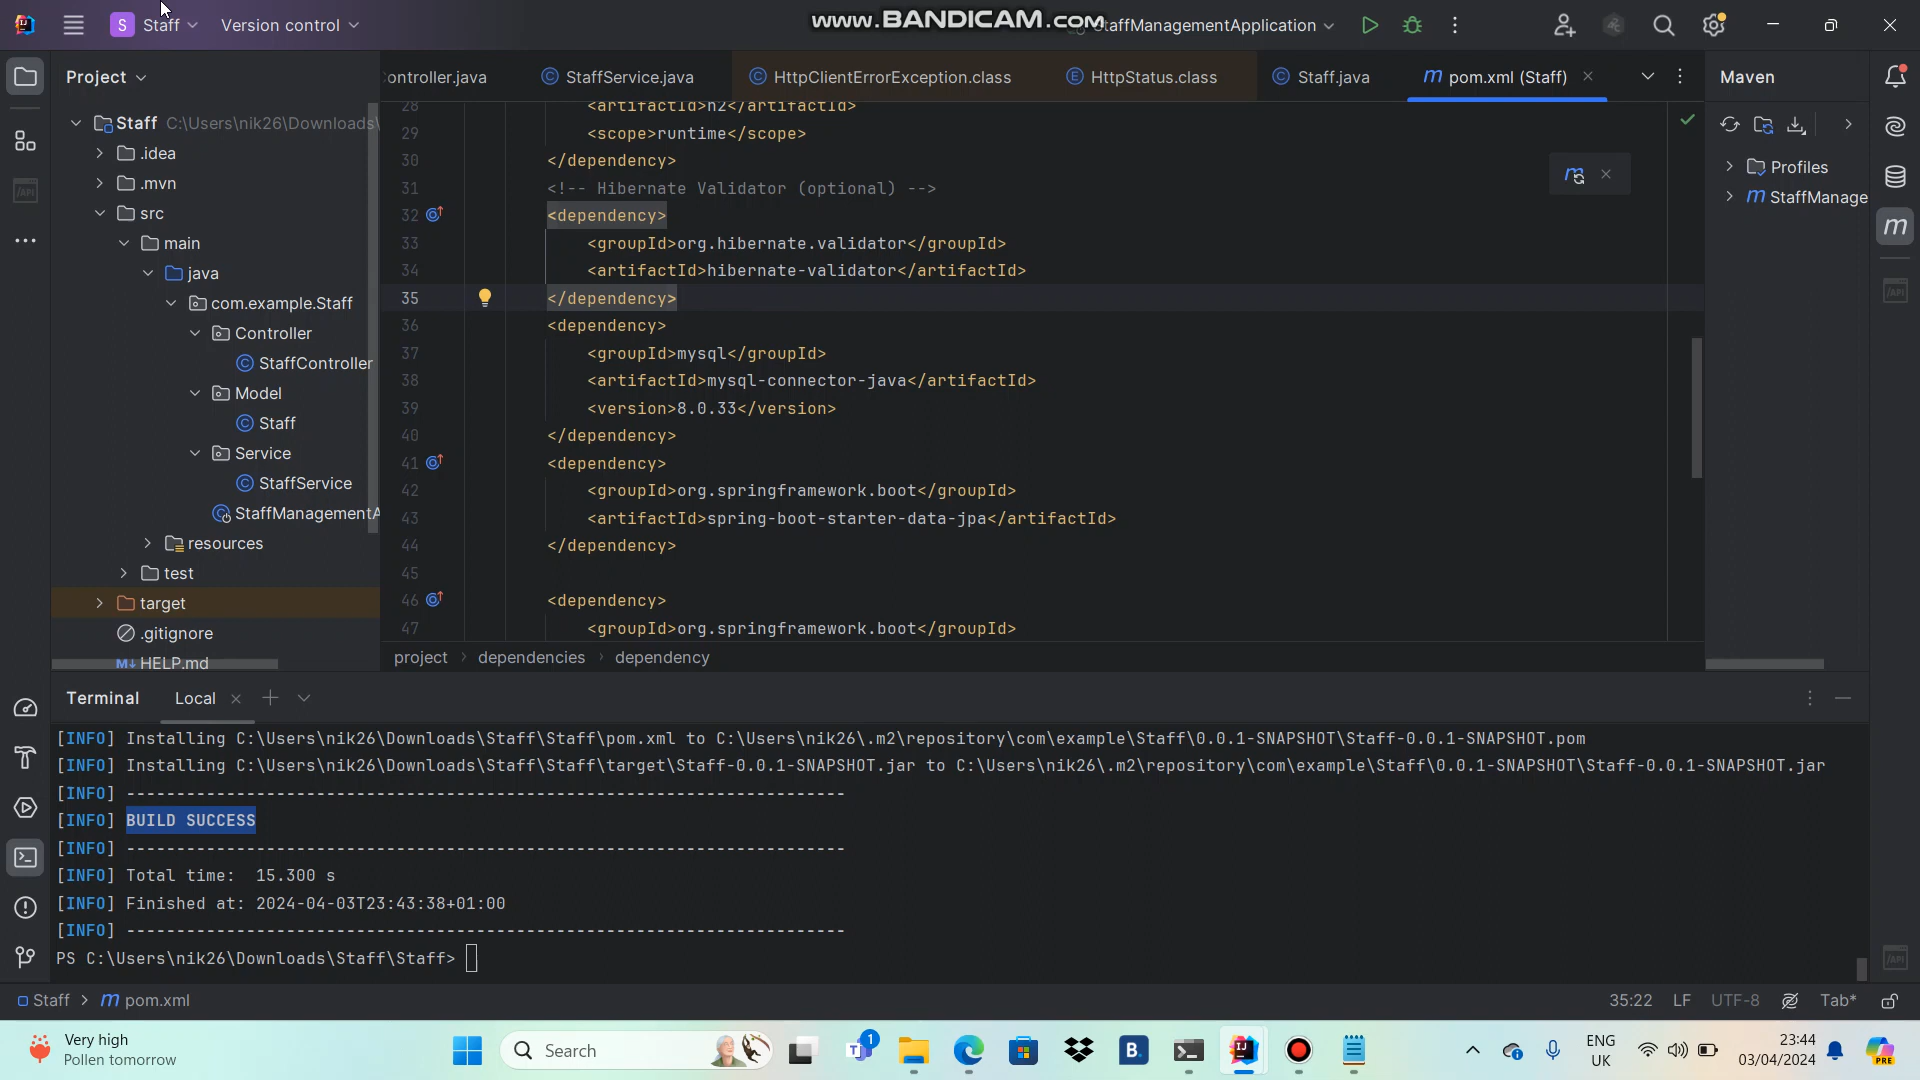 S Staff Version control www.BANDICAM.com StaffManagementApplication
Project
ontroller.java StaffService.java HttpClientErrorException.class HttpStatus.class Staff.java pom.xml (Staff)
Maven
Staff C:\Users\nik26\Downloads\
.idea
.mvn
src
main
java
com.example.Staff
Controller
StaffController
Model
Staff
Service
StaffService
StaffManagementA
resources
test
target
.gitignore
HELP.md
28 <artifactId>h2</artifactId>
29 <scope>runtime</scope>
30 </dependency>
31 <!-- Hibernate Validator (optional) -->
32 <dependency>
33 <groupId>org.hibernate.validator</groupId>
34 <artifactId>hibernate-validator</artifactId>
35 </dependency>
36 <dependency>
37 <groupId>mysql</groupId>
38 <artifactId>mysql-connector-java</artifactId>
39 <version>8.0.33</version>
40 </dependency>
41 <dependency>
42 <groupId>org.springframework.boot</groupId>
43 <artifactId>spring-boot-starter-data-jpa</artifactId>
44 </dependency>
45
46 <dependency>
47 <groupId>org.springframework.boot</groupId>
project > dependencies > dependency
Profiles
StaffManage
Terminal Local
[INFO] Installing C:\Users\nik26\Downloads\Staff\Staff\pom.xml to C:\Users\nik26\.m2\repository\com\example\Staff\0.0.1-SNAPSHOT\Staff-0.0.1-SNAPSHOT.pom
[INFO] Installing C:\Users\nik26\Downloads\Staff\Staff\target\Staff-0.0.1-SNAPSHOT.jar to C:\Users\nik26\.m2\repository\com\example\Staff\0.0.1-SNAPSHOT\Staff-0.0.1-SNAPSHOT.jar
[INFO] ------------------------------------------------------------------------
[INFO] BUILD SUCCESS
[INFO] ------------------------------------------------------------------------
[INFO] Total time:  15.300 s
[INFO] Finished at: 2024-04-03T23:43:38+01:00
[INFO] ------------------------------------------------------------------------
PS C:\Users\nik26\Downloads\Staff\Staff>
Staff > pom.xml 35:22 LF UTF-8 Tab*
Very high
Pollen tomorrow
Search
1
B.
ENG
UK
23:44
03/04/2024
PRE